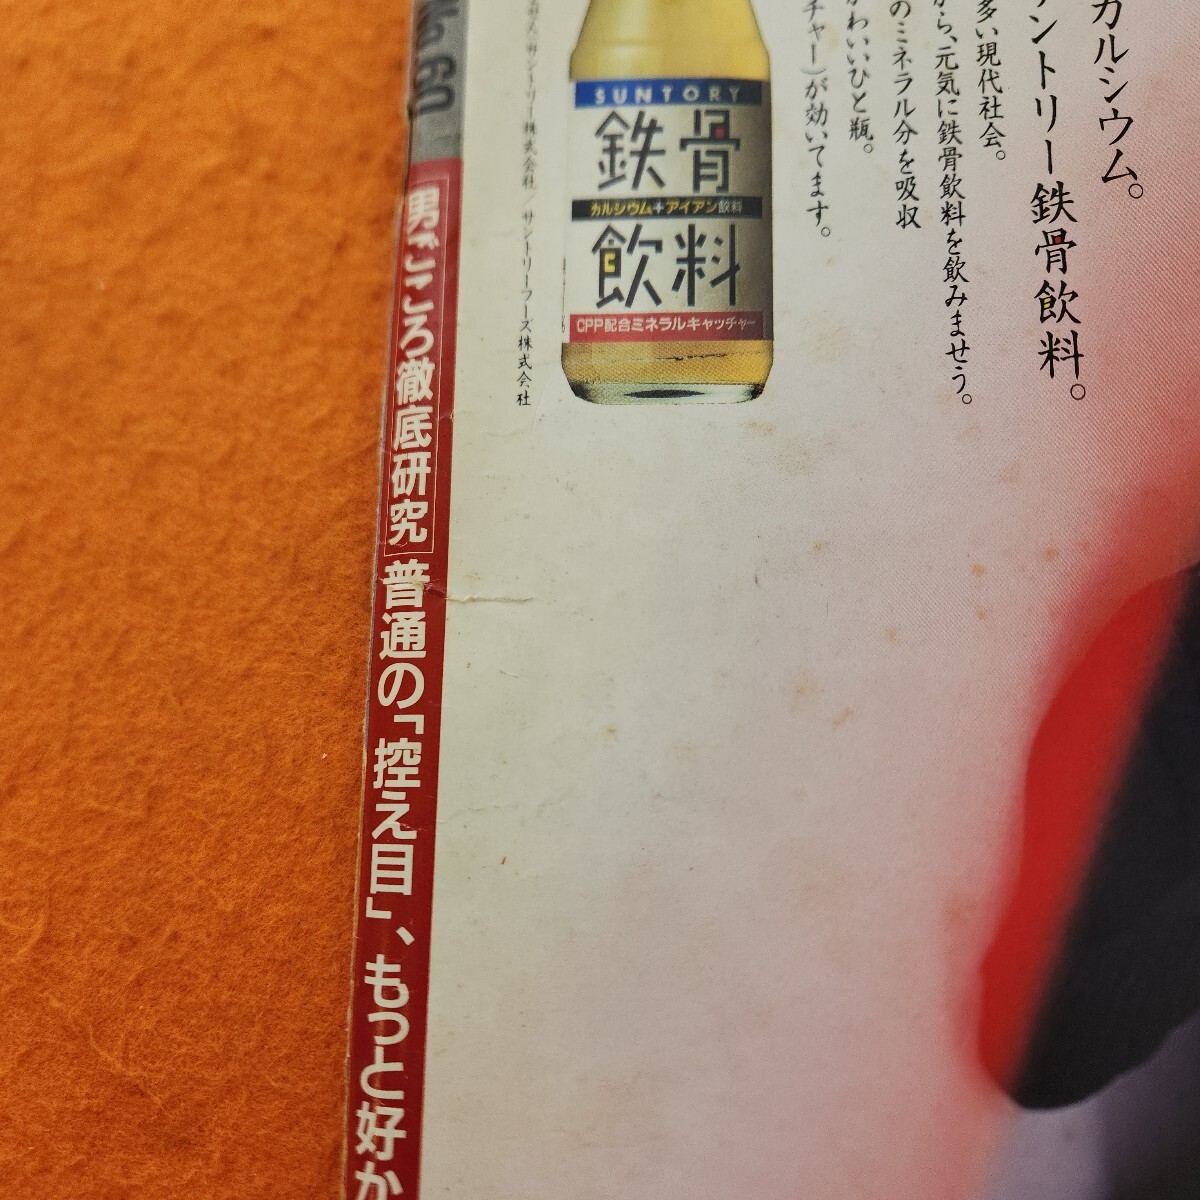 カルシウム。
ントリー鉄骨飲料。
多い現代社会。
から、元気に鉄骨飲料を飲みませう。
のミネラル分を吸収
チャー)が効いてます。
かわいいひと瓶。
SUNTORY
鉄骨
カルシウム+アイアン飲料
飲料
CPP配合ミネラルキャッチャー
サントリー株式会社/サントリーフーズ株式会社
No.60
男ごころ徹底研究 普通の「控え目」、もっと好か